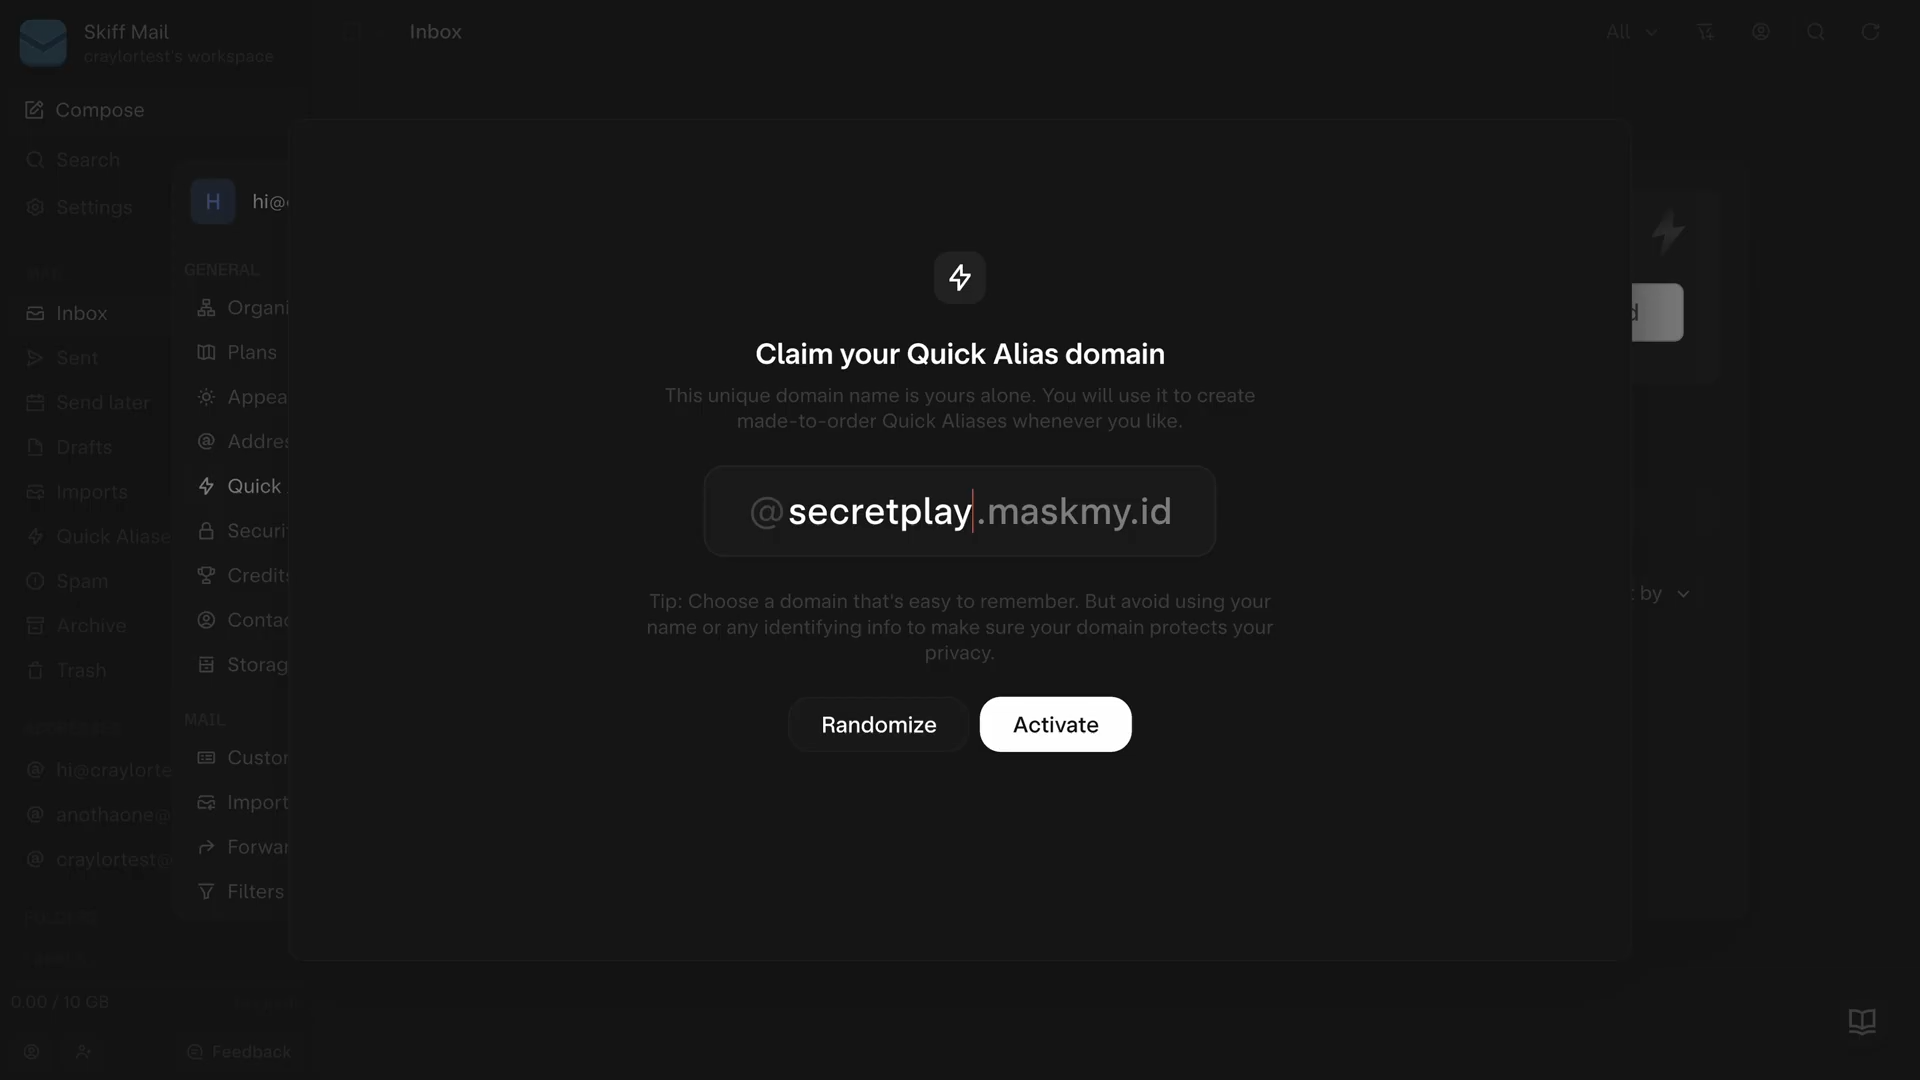 Skiff Mail
craylortest's workspace
Inbox
All
Compose
Search
Settings
MAIL
Inbox
Sent
Send later
Drafts
Imports
Quick Aliase
Spam
Archive
Trash
ADDRESSES
hi@craylorte
anothaone@
craylortest@
FOLDERS
0.00 / 10 GB
Feedback
H
hi@
GENERAL
Organi
Plans
Appea
Addres
Quick
Securi
Credits
Contac
Storag
MAIL
Custor
Import
Forwar
Filters
Claim your Quick Alias domain
This unique domain name is yours alone. You will use it to create
made-to-order Quick Aliases whenever you like.
@secretplay.maskmy.id
Tip: Choose a domain that's easy to remember. But avoid using your
name or any identifying info to make sure your domain protects your
privacy.
Randomize
Activate
d
t by